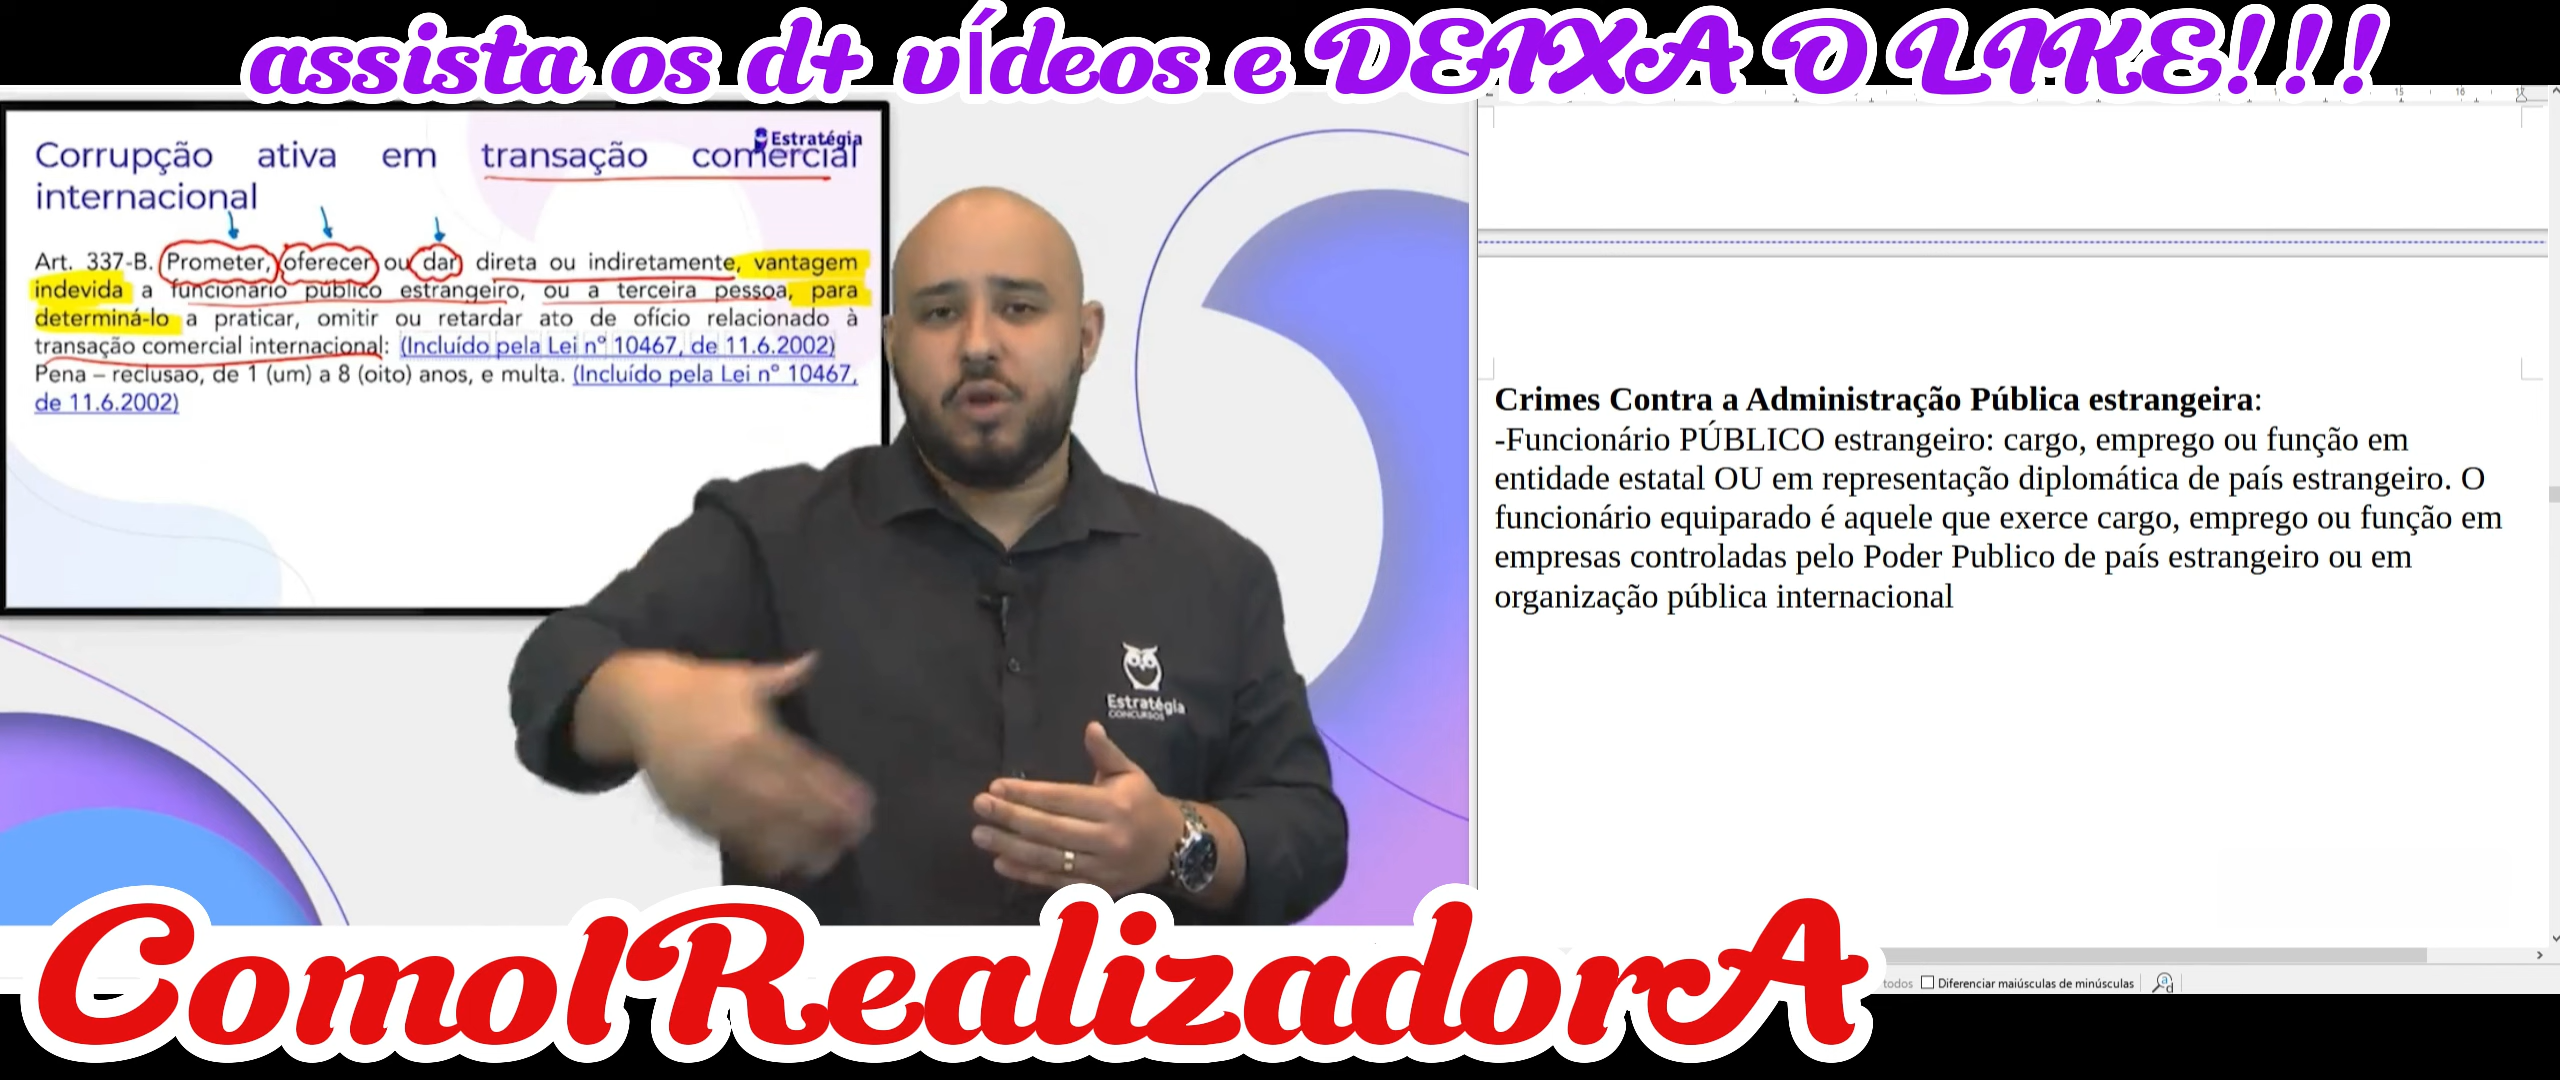 assista os d+ vídeos e DEIXA O LIKE!!!
Estratégia
Corrupção ativa em transação comercial
internacional
Art. 337-B. Prometer, oferecer ou dar, direta ou indiretamente, vantagem
indevida a funcionário público estrangeiro, ou a terceira pessoa, para
determiná-lo a praticar, omitir ou retardar ato de ofício relacionado à
transação comercial internacional: (Incluído pela Lei nº 10467, de 11.6.2002)
Pena – reclusão, de 1 (um) a 8 (oito) anos, e multa. (Incluído pela Lei nº 10467,
de 11.6.2002)
Estratégia
CONCURSOS
15 16
Crimes Contra a Administração Pública estrangeira:
-Funcionário PÚBLICO estrangeiro: cargo, emprego ou função em
entidade estatal OU em representação diplomática de país estrangeiro. O
funcionário equiparado é aquele que exerce cargo, emprego ou função em
empresas controladas pelo Poder Publico de país estrangeiro ou em
organização pública internacional
todos Diferenciar maiúsculas de minúsculas
ComolRealizadorA